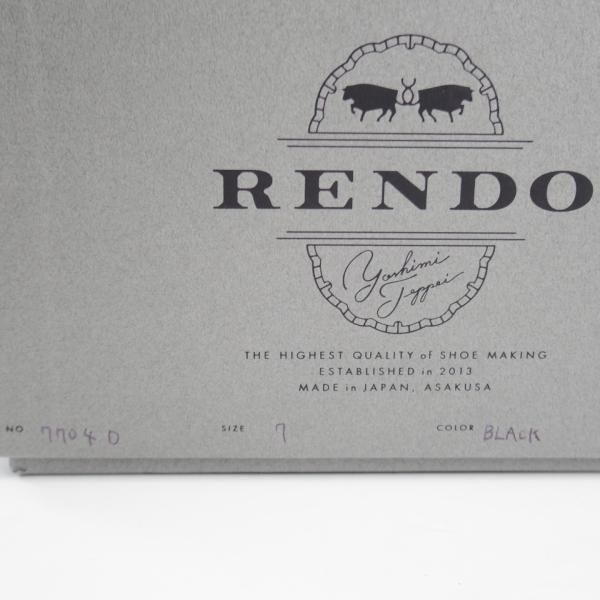 RENDO
Yoshimi
Teppei
THE HIGHEST QUALITY of SHOE MAKING
ESTABLISHED in 2013
MADE in JAPAN, ASAKUSA
NO 7704D SIZE 7 COLOR BLACK